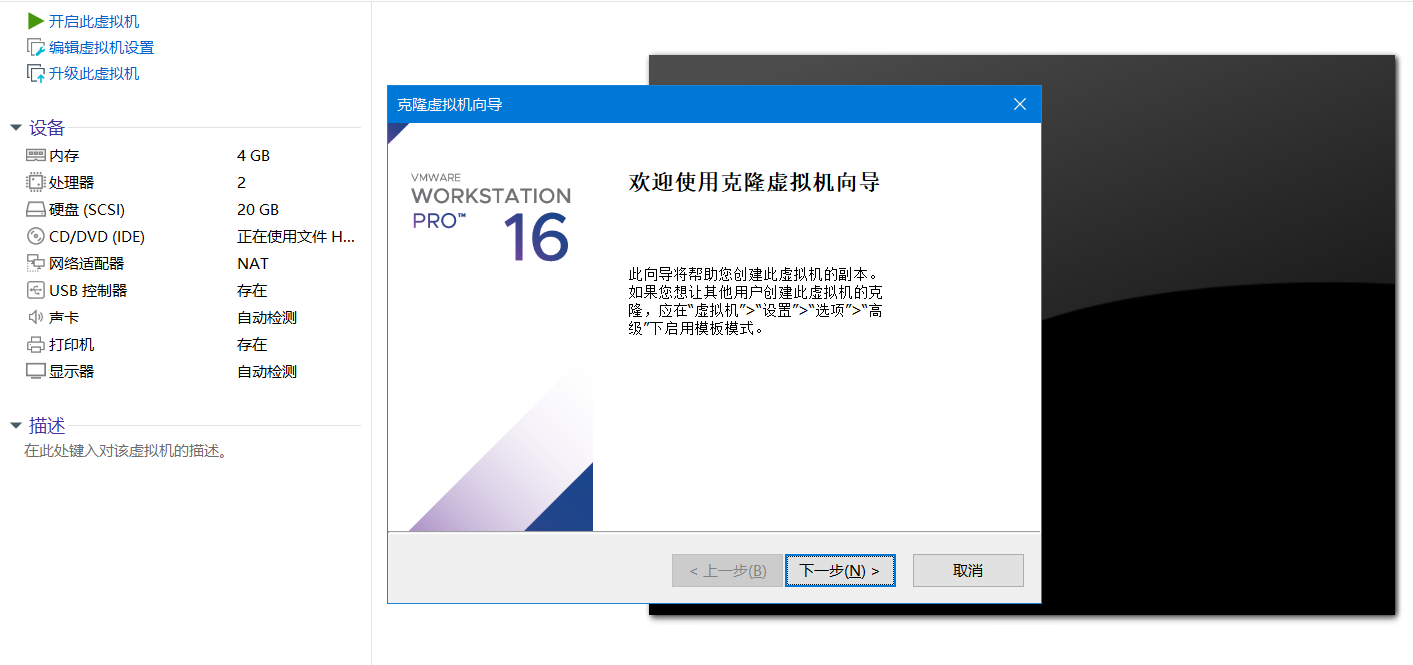 开启此虚拟机
编辑虚拟机设置
升级此虚拟机
设备
内存 4 GB
处理器 2
硬盘 (SCSI) 20 GB
CD/DVD (IDE) 正在使用文件 H...
网络适配器 NAT
USB 控制器 存在
声卡 自动检测
打印机 存在
显示器 自动检测
描述
在此处键入对该虚拟机的描述。
克隆虚拟机向导
VMWARE
WORKSTATION
PRO™ 16
欢迎使用克隆虚拟机向导
此向导将帮助您创建此虚拟机的副本。
如果您想让其他用户创建此虚拟机的克
隆，应在“虚拟机”>“设置”>“选项”>“高
级”下启用模板模式。
< 上一步(B) 下一步(N) > 取消